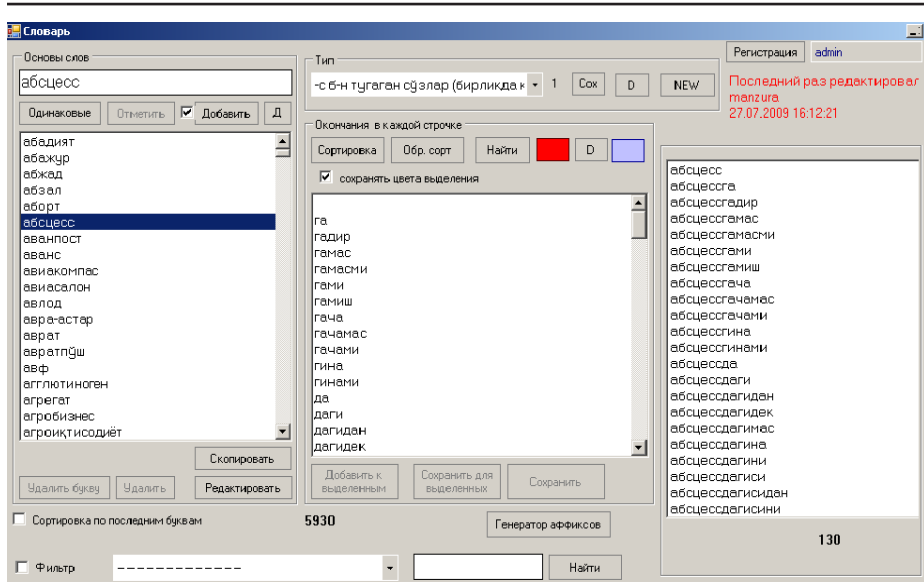 Словарь
Основы слов
абсцесс
Одинаковые Отметить Добавить Д
абадият
абажур
абжад
абзал
аборт
абсцесс
аванпост
аванс
авиакомпас
авиасалон
авлод
авра-астар
аврат
авратпўш
авф
агглютиноген
агрегат
агробизнес
агроиқтисодиёт
Скопировать
Удалить букву Удалить Редактировать
Сортировка по последним буквам
Фильтр -------------- Найти
Тип
-с б-н тугаган сўзлар (бирликда к 1 Сох D NEW
Окончания в каждой строчке
Сортировка Обр. сорт Найти D
сохранять цвета выделения
га
гадир
гамас
гамасми
гами
гамиш
гача
гачамас
гачами
гина
гинами
да
даги
дагидан
дагидек
Добавить к выделенным Сохранить для выделенных Сохранить
5930 Генератор аффиксов
Регистрация admin
Последний раз редактировал
manzura
27.07.2009 16:12:21
абсцесс
абсцессга
абсцессгадир
абсцессгамас
абсцессгамасми
абсцессгами
абсцессгамиш
абсцессгача
абсцессгачамас
абсцессгачами
абсцессгина
абсцессгинами
абсцессда
абсцессдаги
абсцессдагидан
абсцессдагидек
абсцессдагимас
абсцессдагина
абсцессдагини
абсцессдагиси
абсцессдагисидан
абсцессдагисини
130